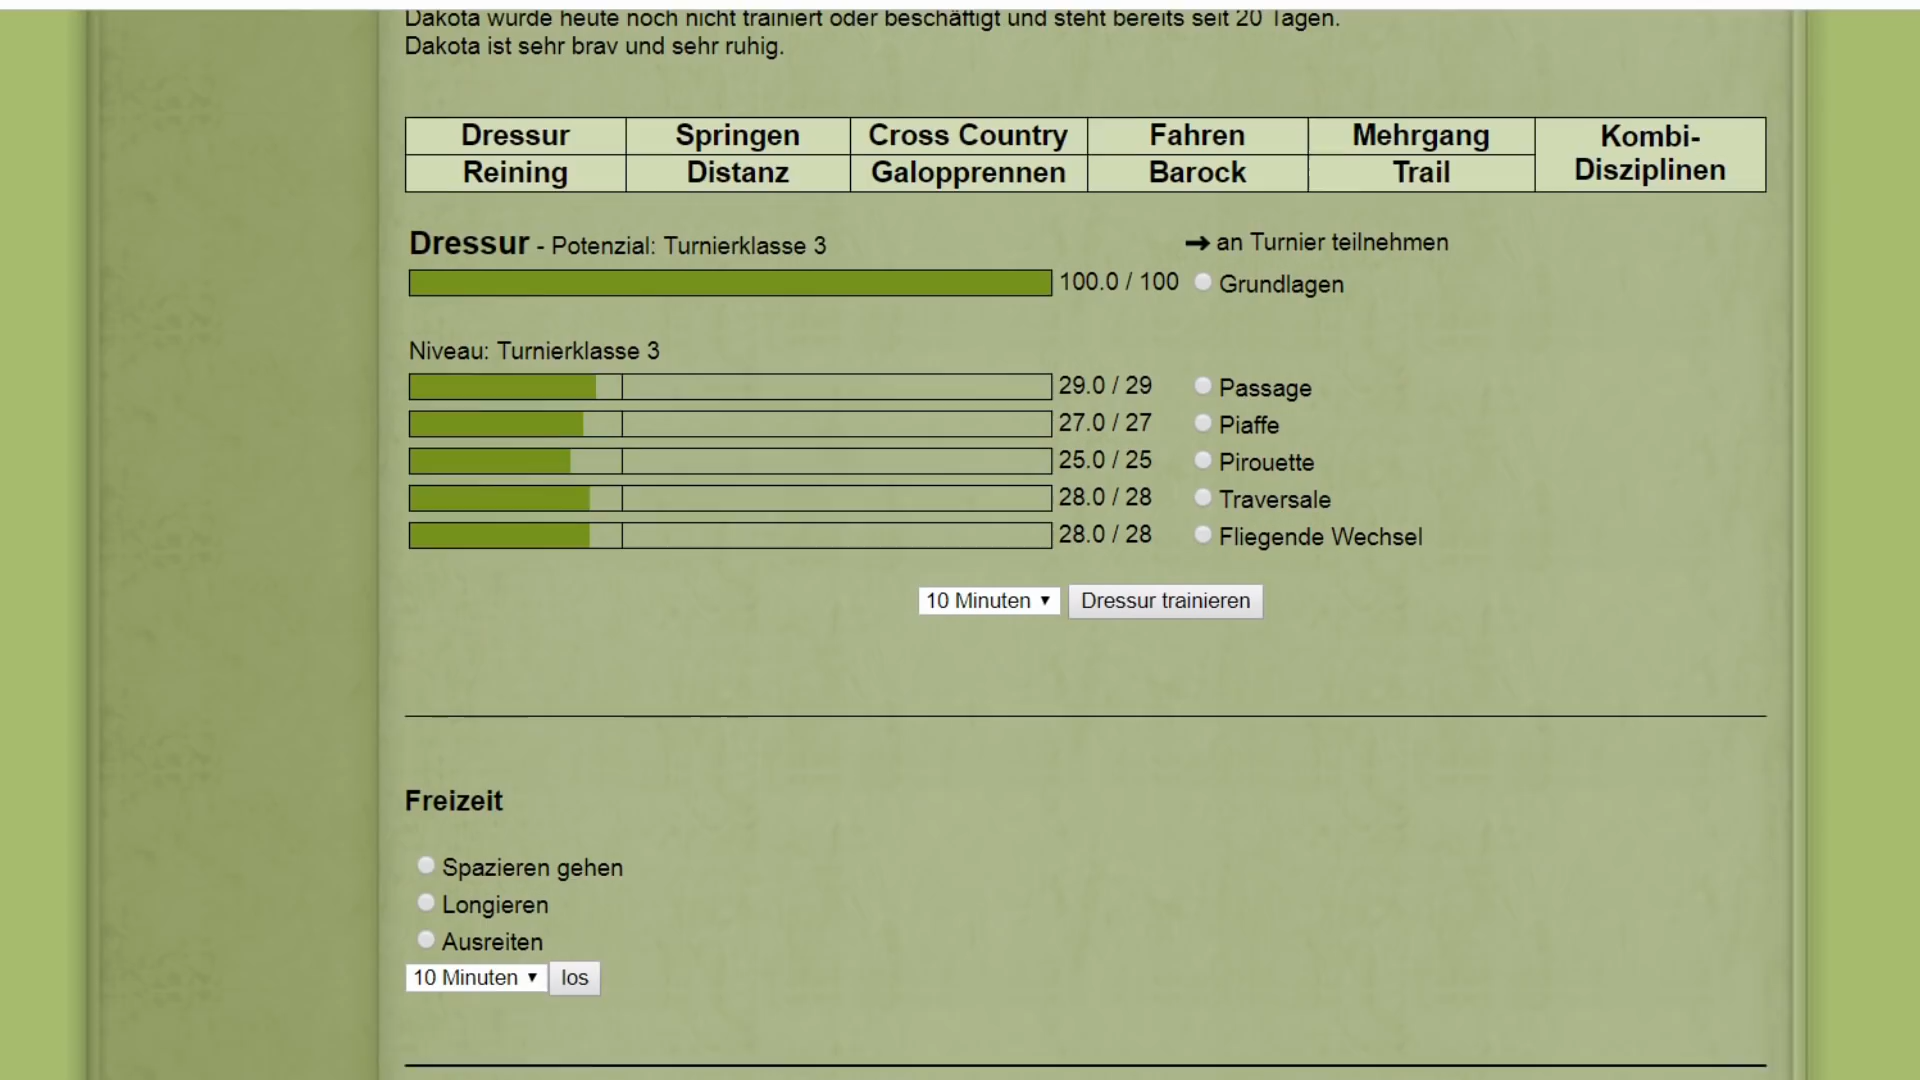 Dakota wurde heute noch nicht trainiert oder beschäftigt und steht bereits seit 20 Tagen.
Dakota ist sehr brav und sehr ruhig.
Dressur Springen Cross Country Fahren Mehrgang Kombi-
Disziplinen
Reining Distanz Galopprennen Barock Trail
Dressur - Potenzial: Turnierklasse 3 → an Turnier teilnehmen
100.0 / 100 Grundlagen
Niveau: Turnierklasse 3
29.0 / 29 Passage
27.0 / 27 Piaffe
25.0 / 25 Pirouette
28.0 / 28 Traversale
28.0 / 28 Fliegende Wechsel
10 Minuten Dressur trainieren
Freizeit
Spazieren gehen
Longieren
Ausreiten
10 Minuten los